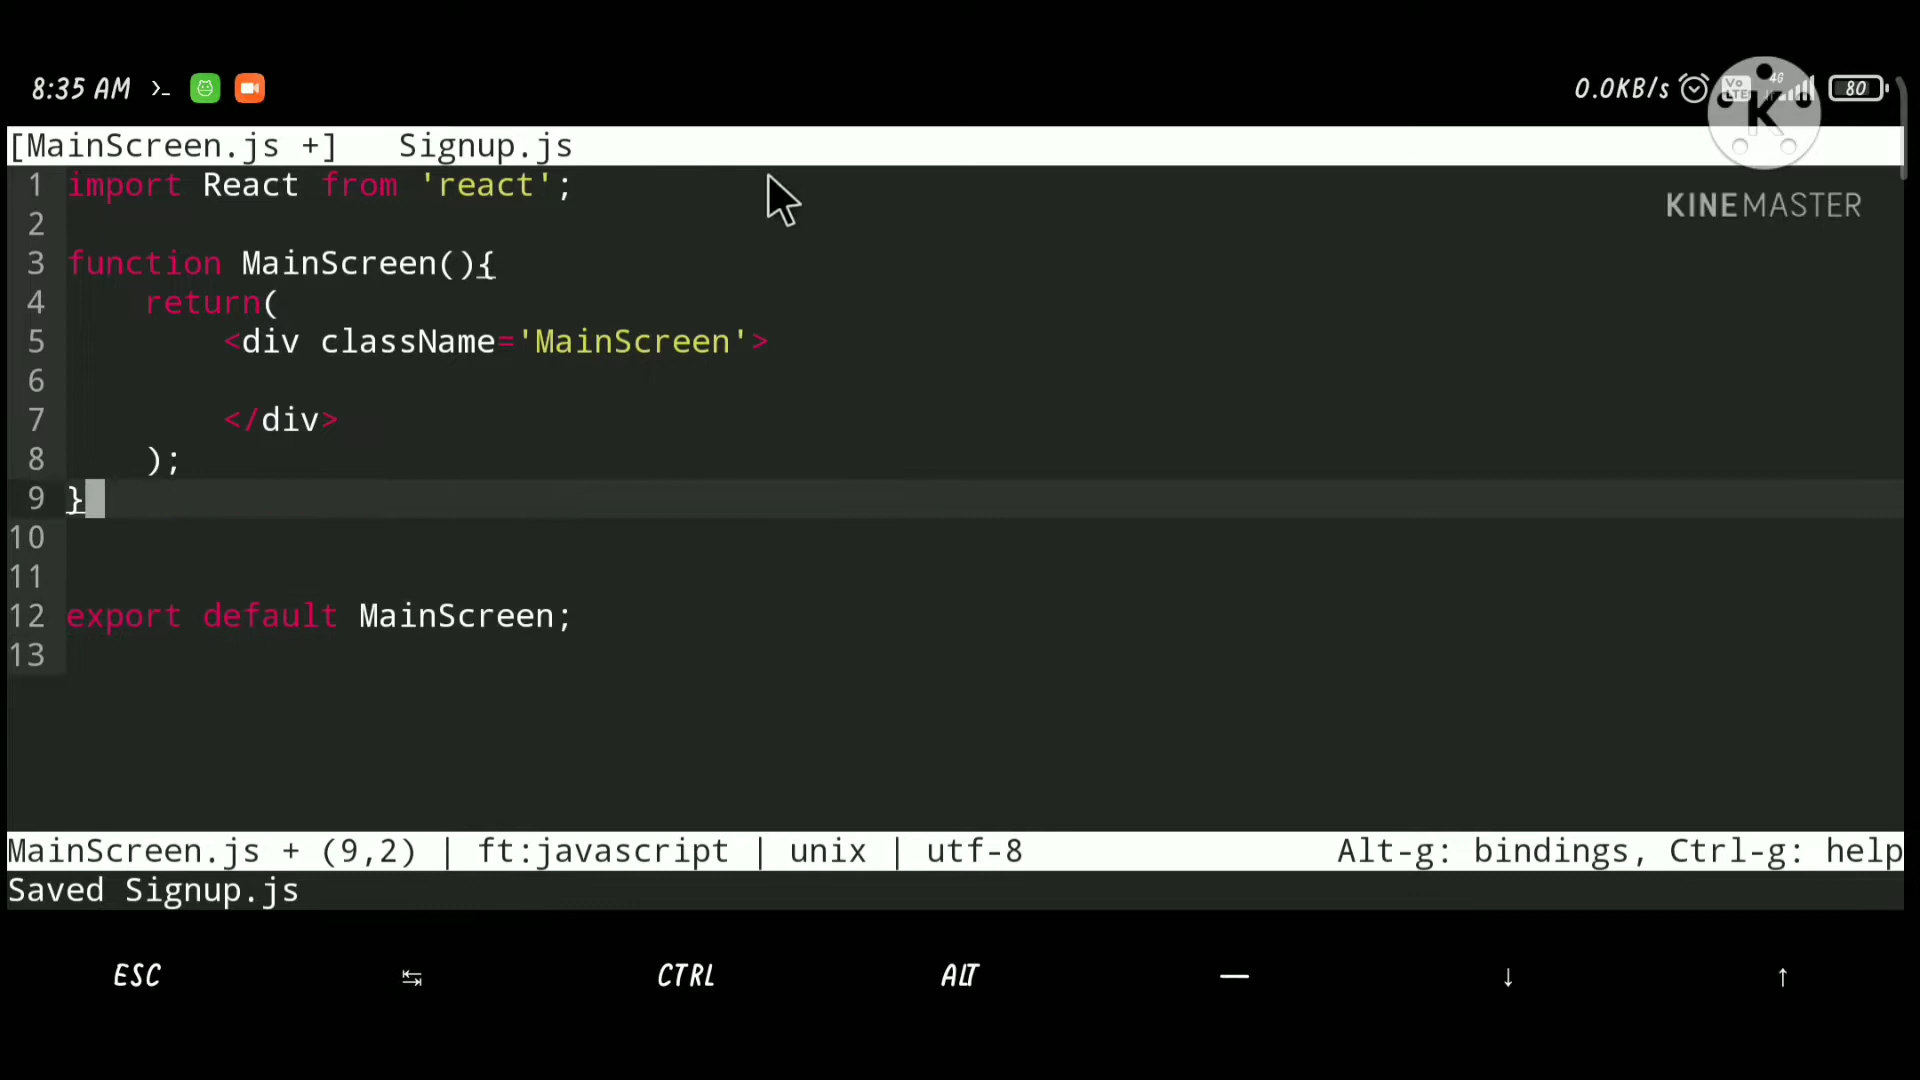 8:35 AM >_ 0.0KB/s Vo LTE 4G 80
K
KINEMASTER
[MainScreen.js +] Signup.js
1 import React from 'react';
2
3 function MainScreen(){
4 return(
5 <div className='MainScreen'>
6
7 </div>
8 );
9 }
10
11
12 export default MainScreen;
13
MainScreen.js + (9,2) | ft:javascript | unix | utf-8 Alt-g: bindings, Ctrl-g: help
Saved Signup.js
ESC ↹ CTRL ALT — ↓ ↑